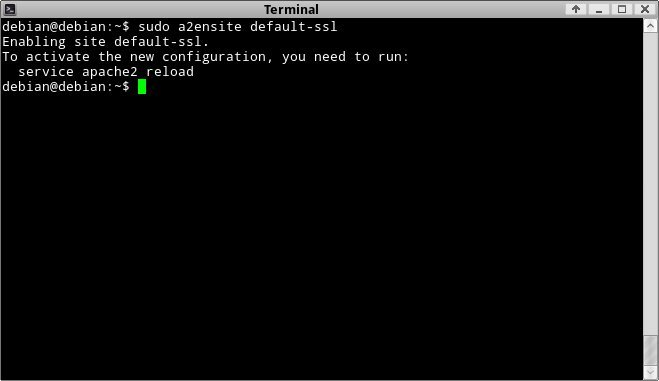 Terminal
debian@debian:~$ sudo a2ensite default-ssl
Enabling site default-ssl.
To activate the new configuration, you need to run:
  service apache2 reload
debian@debian:~$